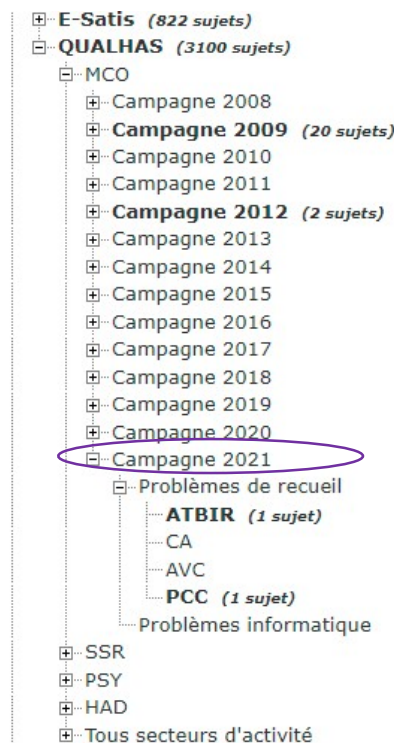 E-Satis (822 sujets)
QUALHAS (3100 sujets)
MCO
Campagne 2008
Campagne 2009 (20 sujets)
Campagne 2010
Campagne 2011
Campagne 2012 (2 sujets)
Campagne 2013
Campagne 2014
Campagne 2015
Campagne 2016
Campagne 2017
Campagne 2018
Campagne 2019
Campagne 2020
Campagne 2021
Problèmes de recueil
ATBIR (1 sujet)
CA
AVC
PCC (1 sujet)
Problèmes informatique
SSR
PSY
HAD
Tous secteurs d'activité